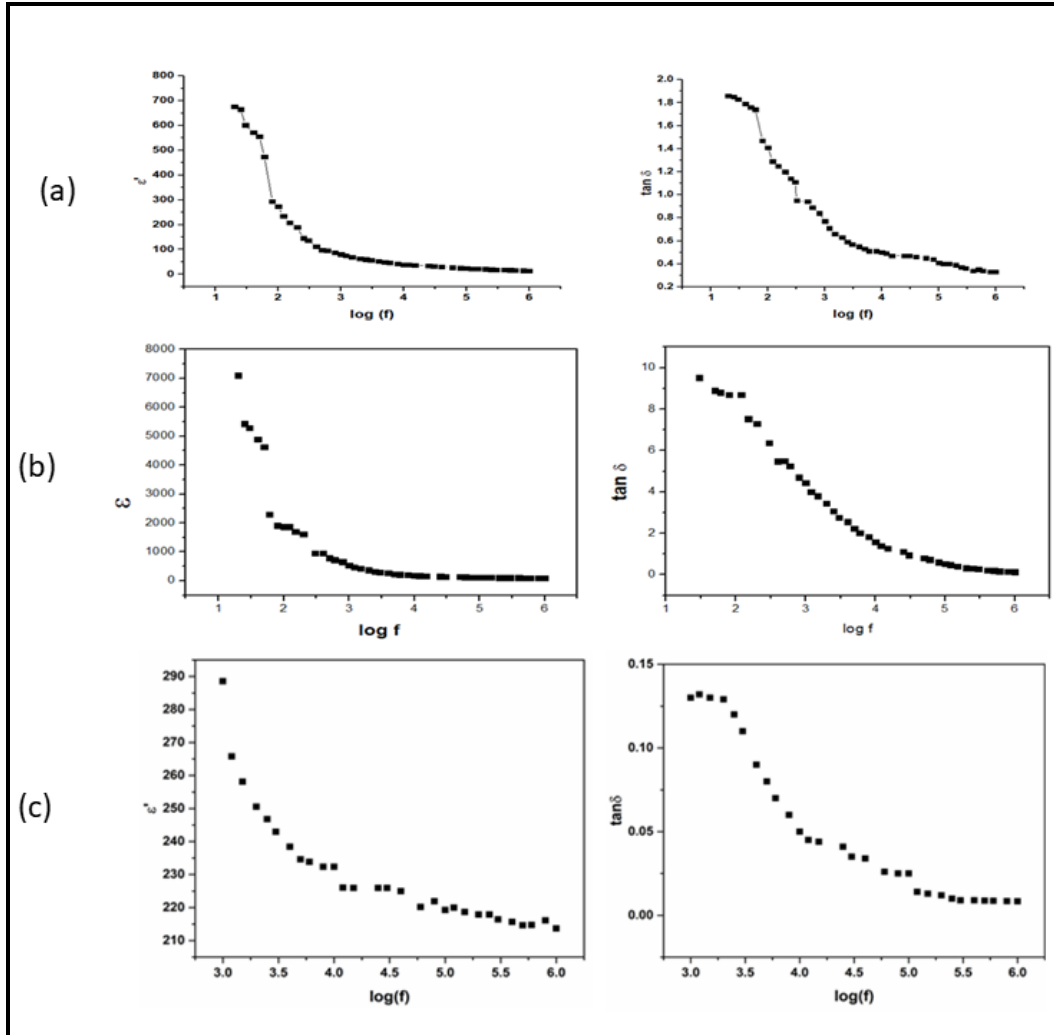 (a)
ε'
800
700
600
500
400
300
200
100
0
1 2 3 4 5 6
log (f)
tan δ
2.0
1.8
1.6
1.4
1.2
1.0
0.8
0.6
0.4
0.2
1 2 3 4 5 6
log (f)
(b)
ε
8000
7000
6000
5000
4000
3000
2000
1000
0
1 2 3 4 5 6
log f
tan δ
10
8
6
4
2
0
1 2 3 4 5 6
log f
(c)
ε'
290
280
270
260
250
240
230
220
210
3.0 3.5 4.0 4.5 5.0 5.5 6.0
log(f)
tanδ
0.15
0.10
0.05
0.00
3.0 3.5 4.0 4.5 5.0 5.5 6.0
log(f)